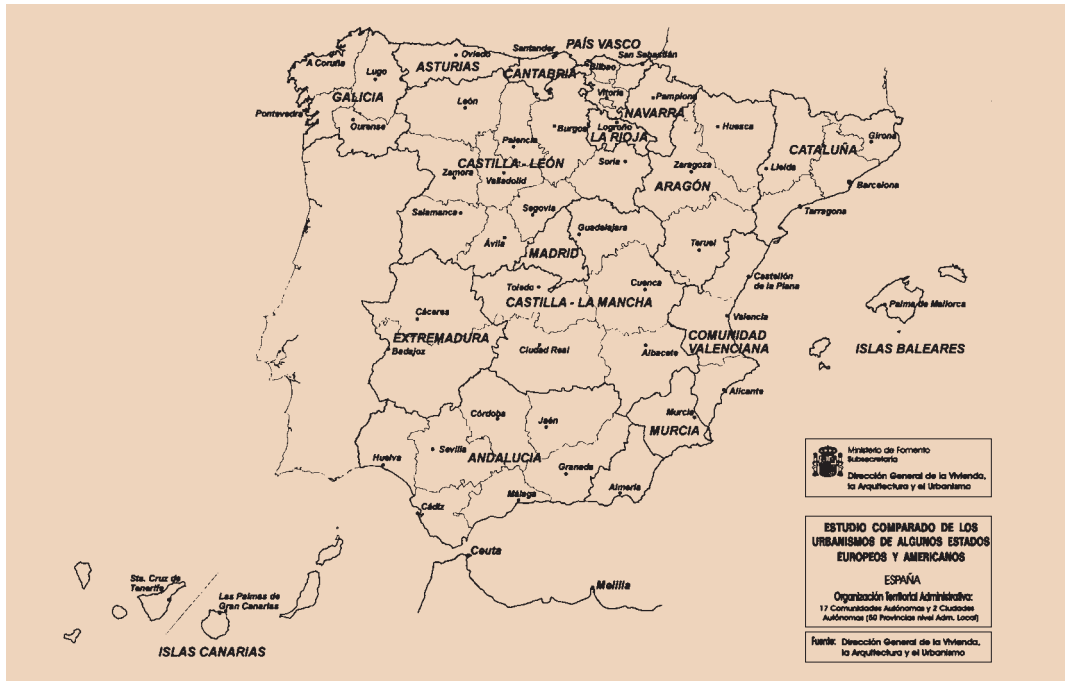 PAÍS VASCO
Santander
San Sebastián
Oviedo
A Coruña
ASTURIAS
CANTABRIA
Bilbao
Lugo
Vitoria
Pamplona
GALICIA
León
NAVARRA
Pontevedra
Ourense
Burgos
Logroño
LA RIOJA
Huesca
Girona
Palencia
CATALUÑA
CASTILLA - LEÓN
Soria
Zaragoza
Lleida
Zamora
Valladolid
ARAGÓN
Barcelona
Salamanca
Segovia
Tarragona
Guadalajara
Ávila
MADRID
Teruel
Toledo
Cuenca
Castellón
de la Plana
CASTILLA - LA MANCHA
Palma de Mallorca
Cáceres
Valencia
EXTREMADURA
COMUNIDAD
VALENCIANA
Badajoz
Ciudad Real
Albacete
ISLAS BALEARES
Alicante
Córdoba
Jaén
Murcia
MURCIA
Sevilla
Huelva
ANDALUCIA
Granada
Almería
Málaga
Cádiz
Ceuta
Melilla
Sta. Cruz de
Tenerife
Las Palmas de
Gran Canarias
ISLAS CANARIAS
Ministerio de Fomento
Subsecretaría
Dirección General de la Vivienda,
la Arquitectura y el Urbanismo
ESTUDIO COMPARADO DE LOS
URBANISMOS DE ALGUNOS ESTADOS
EUROPEOS Y AMERICANOS
ESPAÑA
Organización Territorial Administrativa:
17 Comunidades Autónomas y 2 Ciudades
Autónomas (50 Provincias nivel Adm. Local)
Fuente: Dirección General de la Vivienda,
la Arquitectura y el Urbanismo